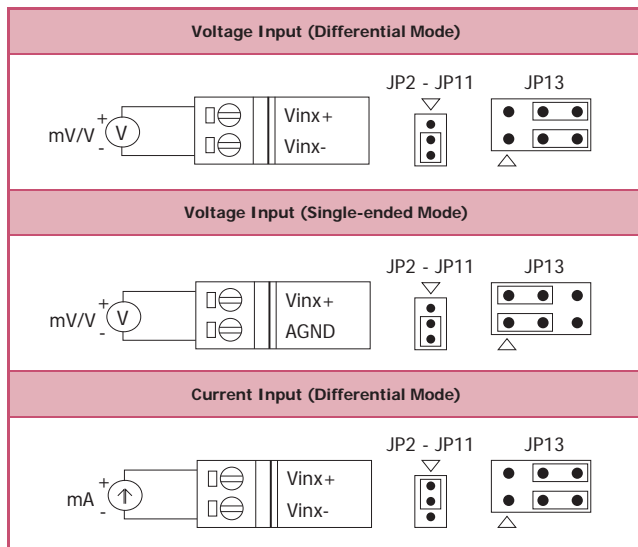 Voltage Input (Differential Mode)
JP2 - JP11 JP13
+
mV/V V
-
Vinx+
Vinx-
Voltage Input (Single-ended Mode)
JP2 - JP11 JP13
+
mV/V V
-
Vinx+
AGND
Current Input (Differential Mode)
JP2 - JP11 JP13
+
mA
-
Vinx+
Vinx-